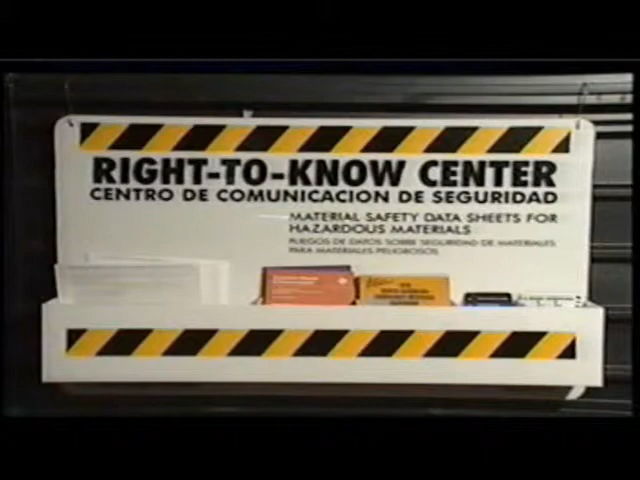 RIGHT-TO-KNOW CENTER
CENTRO DE COMUNICACION DE SEGURIDAD
MATERIAL SAFETY DATA SHEETS FOR
HAZARDOUS MATERIALS
PLIEGOS DE DATOS SOBRE SEGURIDAD DE MATERIALES
PARA MATERIALES PELIGROSOS